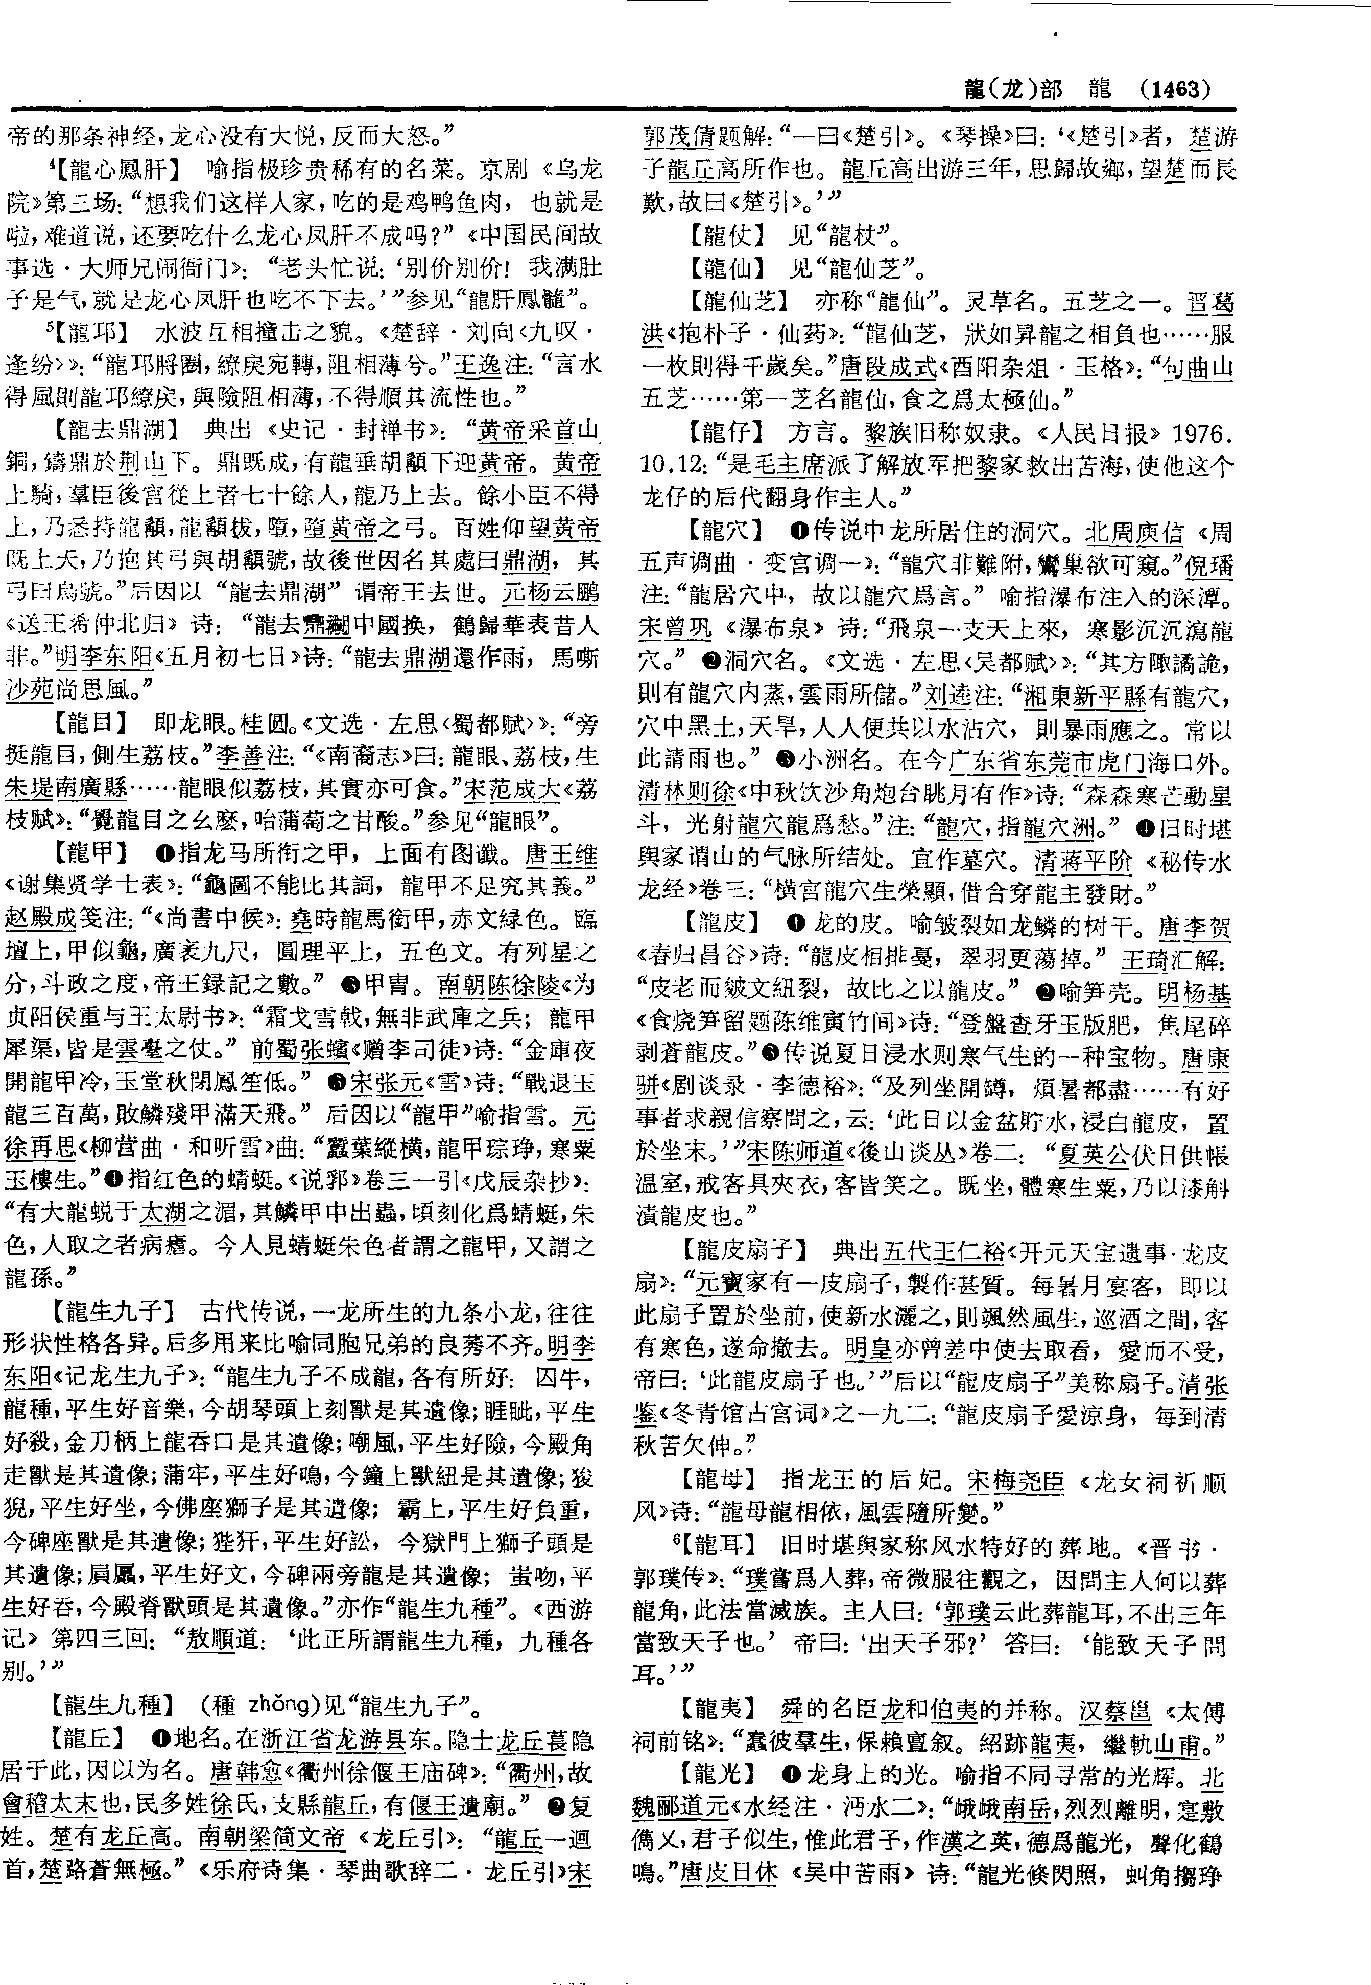 龍(龙)部 龍 (1463)
帝的那条神经,龙心没有大悦,反而大怒。”
⁴【龍心鳳肝】 喻指极珍贵稀有的名菜。京剧《乌龙
院》第三场:“想我们这样人家,吃的是鸡鸭鱼肉,也就是
啦,难道说,还要吃什么龙心凤肝不成吗?”《中国民间故
事选·大师兄闹衙门》:“老头忙说:‘别价别价!我满肚
子是气,就是龙心凤肝也吃不下去。’”参见“龍肝鳳髓”。
⁵【龍邛】 水波互相撞击之貌。《楚辞·刘向〈九叹·
逢纷〉》:“龍邛脟圈,繚戾宛轉,阻相薄兮。”王逸注:“言水
得風則龍邛繚戾,與險阻相薄,不得順其流性也。”
【龍去鼎湖】 典出《史记·封禅书》:“黄帝采首山
銅,鑄鼎於荆山下。鼎既成,有龍垂胡髯下迎黄帝。黄帝
上騎,羣臣後宫從上者七十餘人,龍乃上去。餘小臣不得
上,乃悉持龍髯,龍髯拔,墮,墮黄帝之弓。百姓仰望黄帝
既上天,乃抱其弓與胡髯號,故後世因名其處曰鼎湖,其
弓曰烏號。”后因以“龍去鼎湖”谓帝王去世。元杨云鹏
《送王希仲北归》诗:“龍去鼎湖中國换,鶴歸華表昔人
非。”明李东阳《五月初七日》诗:“龍去鼎湖還作雨,馬嘶
沙苑尚思風。”
【龍目】 即龙眼。桂圆。《文选·左思〈蜀都赋〉》:“旁
挺龍目,側生荔枝。”李善注:“《南裔志》曰:龍眼、荔枝,生
朱堤南廣縣……龍眼似荔枝,其實亦可食。”宋范成大《荔
枝赋》:“覺龍目之幺麽,咍蒲萄之甘酸。”参见“龍眼”。
【龍甲】 ❶指龙马所衔之甲,上面有图谶。唐王维
《谢集贤学士表》:“龜圖不能比其詞,龍甲不足究其義。”
赵殿成笺注:“《尚書中候》:堯時龍馬銜甲,赤文緑色。臨
壇上,甲似龜,廣袤九尺,圓理平上,五色文。有列星之
分,斗政之度,帝王録記之數。”❷甲胄。南朝陈徐陵《为
贞阳侯重与王太尉书》:“霜戈雪戟,無非武庫之兵;龍甲
犀渠,皆是雲臺之仗。”前蜀张蠙《赠李司徒》诗:“金庫夜
開龍甲冷,玉堂秋閉鳳笙低。”❸宋张元《雪》诗:“戰退玉
龍三百萬,敗鱗殘甲滿天飛。”后因以“龍甲”喻指雪。元
徐再思《柳营曲·和听雪》曲:“蠶葉縱横,龍甲琮琤,寒粟
玉樓生。”❹指红色的蜻蜓。《说郛》卷三一引《戊辰杂抄》:
“有大龍蜕于太湖之湄,其鱗甲中出蟲,頃刻化爲蜻蜓,朱
色,人取之者病瘧。今人見蜻蜓朱色者謂之龍甲,又謂之
龍孫。”
【龍生九子】 古代传说,一龙所生的九条小龙,往往
形状性格各异。后多用来比喻同胞兄弟的良莠不齐。明李
东阳《记龙生九子》:“龍生九子不成龍,各有所好:囚牛,
龍種,平生好音樂,今胡琴頭上刻獸是其遺像;睚眦,平生
好殺,金刀柄上龍吞口是其遺像;嘲風,平生好險,今殿角
走獸是其遺像;蒲牢,平生好鳴,今鐘上獸紐是其遺像;狻
猊,平生好坐,今佛座獅子是其遺像;霸上,平生好負重,
今碑座獸是其遺像;狴犴,平生好訟,今獄門上獅子頭是
其遺像;屓屭,平生好文,今碑兩旁龍是其遺像;蚩吻,平
生好吞,今殿脊獸頭是其遺像。”亦作“龍生九種”。《西游
记》第四三回:“敖順道:‘此正所謂龍生九種,九種各
别。’”
【龍生九種】 (種 zhǒng)见“龍生九子”。
【龍丘】 ❶地名。在浙江省龙游县东。隐士龙丘苌隐
居于此,因以为名。唐韩愈《衢州徐偃王庙碑》:“衢州,故
會稽太末也,民多姓徐氏,支縣龍丘,有偃王遺廟。”❷复
姓。楚有龙丘高。南朝梁简文帝《龙丘引》:“龍丘一迴
首,楚路蒼無極。”《乐府诗集·琴曲歌辞二·龙丘引》宋
郭茂倩题解:“一曰《楚引》。《琴操》曰:‘《楚引》者,楚游
子龍丘高所作也。龍丘高出游三年,思歸故鄉,望楚而長
歎,故曰《楚引》。’”
【龍仗】 见“龍杖”。
【龍仙】 见“龍仙芝”。
【龍仙芝】 亦称“龍仙”。灵草名。五芝之一。晋葛
洪《抱朴子·仙药》:“龍仙芝,狀如昇龍之相負也……服
一枚則得千歲矣。”唐段成式《酉阳杂俎·玉格》:“句曲山
五芝……第一芝名龍仙,食之爲太極仙。”
【龍仔】 方言。黎族旧称奴隶。《人民日报》1976.
10.12:“是毛主席派了解放军把黎家救出苦海,使他这个
龙仔的后代翻身作主人。”
【龍穴】 ❶传说中龙所居住的洞穴。北周庾信《周
五声调曲·变宫调一》:“龍穴非難附,鸞巢欲可窺。”倪璠
注:“龍居穴中,故以龍穴爲言。”喻指瀑布注入的深潭。
宋曾巩《瀑布泉》诗:“飛泉一支天上來,寒影沉沉瀉龍
穴。”❷洞穴名。《文选·左思〈吴都赋〉》:“其方隅譎詭,
則有龍穴内蒸,雲雨所儲。”刘逵注:“湘東新平縣有龍穴,
穴中黑土,天旱,人人便共以水沾穴,則暴雨應之。常以
此請雨也。”❸小洲名。在今广东省东莞市虎门海口外。
清林则徐《中秋饮沙角炮台眺月有作》诗:“森森寒芒動星
斗,光射龍穴龍爲愁。”注:“龍穴,指龍穴洲。”❹旧时堪
舆家谓山的气脉所结处。宜作墓穴。清蒋平阶《秘传水
龙经》卷三:“横宫龍穴生榮顯,借合穿龍主發財。”
【龍皮】 ❶龙的皮。喻皴裂如龙鳞的树干。唐李贺
《春归昌谷》诗:“龍皮相排戛,翠羽更蕩掉。”王琦汇解:
“皮老而皴文紐裂,故比之以龍皮。”❷喻笋壳。明杨基
《食烧笋留题陈维寅竹间》诗:“登盤查牙玉版肥,焦尾碎
剥蒼龍皮。”❸传说夏日浸水则寒气生的一种宝物。唐康
骈《剧谈录·李德裕》:“及列坐開罇,煩暑都盡……有好
事者求親信察問之,云:‘此日以金盆貯水,浸白龍皮,置
於坐末。’”宋陈师道《後山谈丛》卷二:“夏英公伏日供帳
温室,戒客具夾衣,客皆笑之。既坐,體寒生粟,乃以漆斛
漬龍皮也。”
【龍皮扇子】 典出五代王仁裕《开元天宝遗事·龙皮
扇》:“元寶家有一皮扇子,製作甚質。每暑月宴客,即以
此扇子置於坐前,使新水灑之,則颯然風生,巡酒之間,客
有寒色,遂命撤去。明皇亦曾差中使去取看,愛而不受,
帝曰:‘此龍皮扇子也。’”后以“龍皮扇子”美称扇子。清张
鉴《冬青馆古宫词》之一九二:“龍皮扇子愛涼身,每到清
秋苦欠伸。”
【龍母】 指龙王的后妃。宋梅尧臣《龙女祠祈顺
风》诗:“龍母龍相依,風雲隨所變。”
⁶【龍耳】 旧时堪舆家称风水特好的葬地。《晋书·
郭璞传》:“璞嘗爲人葬,帝微服往觀之,因問主人何以葬
龍角,此法當滅族。主人曰:‘郭璞云此葬龍耳,不出三年
當致天子也。’帝曰:‘出天子邪?’答曰:‘能致天子問
耳。’”
【龍夷】 舜的名臣龙和伯夷的并称。汉蔡邕《太傅
祠前铭》:“蠢彼羣生,保賴亶叙。紹跡龍夷,繼軌山甫。”
【龍光】 ❶龙身上的光。喻指不同寻常的光辉。北
魏郦道元《水经注·沔水二》:“峨峨南岳,烈烈離明,寔敷
儁乂,君子似生,惟此君子,作漢之英,德爲龍光,聲化鶴
鳴。”唐皮日休《吴中苦雨》诗:“龍光倏閃照,虯角搊琤